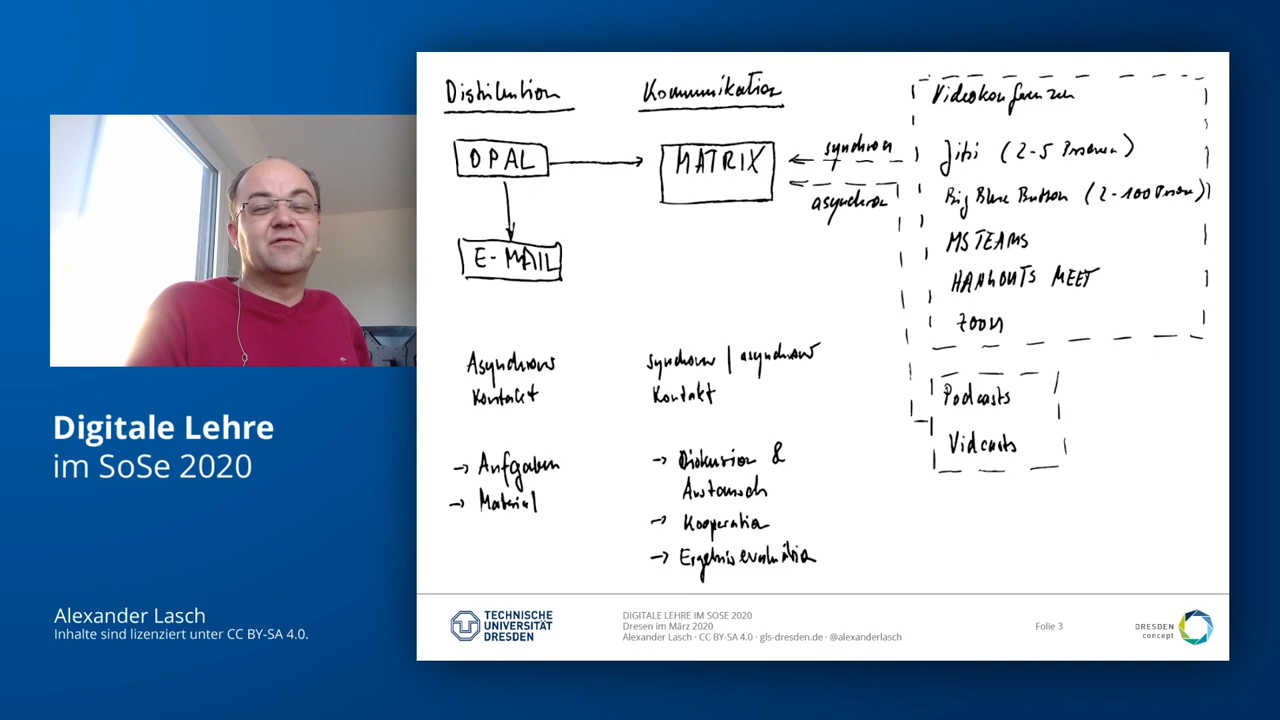 Distribution
Kommunikation
Videokonferenzen
OPAL
MATRIX
synchron
asynchron
Jitsi (2-5 Personen)
Big Blue Button (2-100 Personen)
MS TEAMS
HANGOUTS MEET
ZOOM
E-MAIL
Asynchroner
Kontakt
synchroner | asynchroner
Kontakt
Podcasts
Vidcasts
→ Aufgaben
→ Material
→ Diskussion &
Austausch
→ Kooperation
→ Ergebnisevaluation
Digitale Lehre
im SoSe 2020
Alexander Lasch
Inhalte sind lizenziert unter CC BY-SA 4.0.
TECHNISCHE
UNIVERSITÄT
DRESDEN
DIGITALE LEHRE IM SOSE 2020
Dresen im März 2020
Alexander Lasch · CC BY-SA 4.0 · gls-dresden.de · @alexanderlasch
Folie 3
DRESDEN
concept